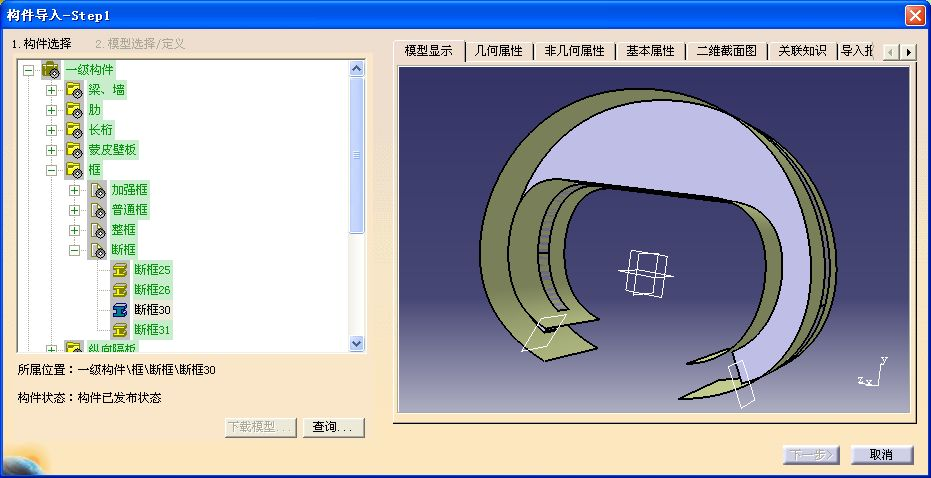 构件导入-Step1
1.构件选择 2.模型选择/定义
一级构件
梁、墙
肋
长桁
蒙皮壁板
框
加强框
普通框
整框
断框
断框25
断框26
断框30
断框31
纵向隔板
所属位置：一级构件\框\断框\断框30
构件状态：构件已发布状态
下载模型... 查询...
模型显示 几何属性 非几何属性 基本属性 二维截面图 关联知识 导入
y
z x
下一步> 取消